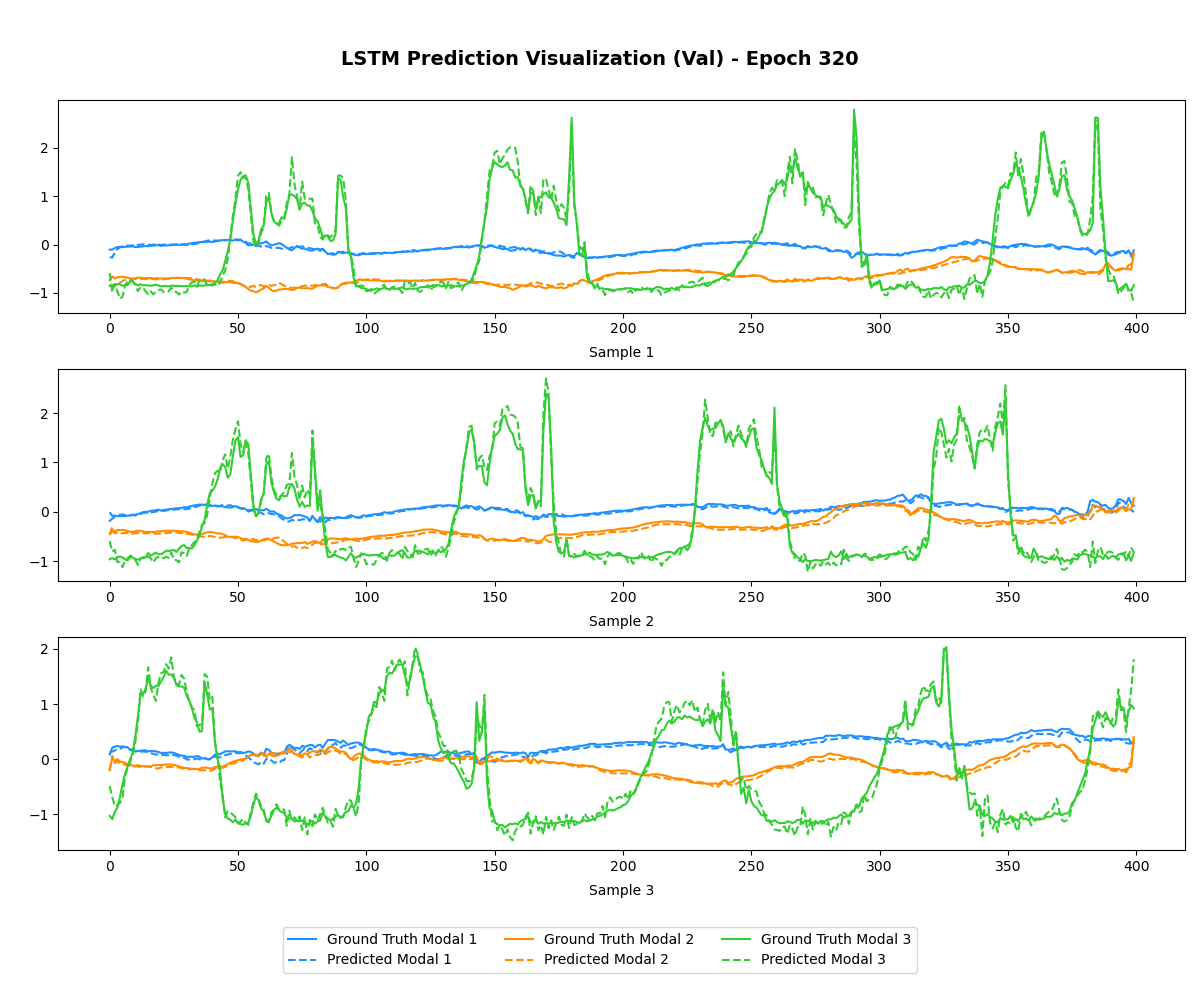 LSTM Prediction Visualization (Val) - Epoch 320
2
1
0
−1
0 50 100 150 200 250 300 350 400
Sample 1
2
1
0
−1
0 50 100 150 200 250 300 350 400
Sample 2
2
1
0
−1
0 50 100 150 200 250 300 350 400
Sample 3
Ground Truth Modal 1 Ground Truth Modal 2 Ground Truth Modal 3
Predicted Modal 1 Predicted Modal 2 Predicted Modal 3